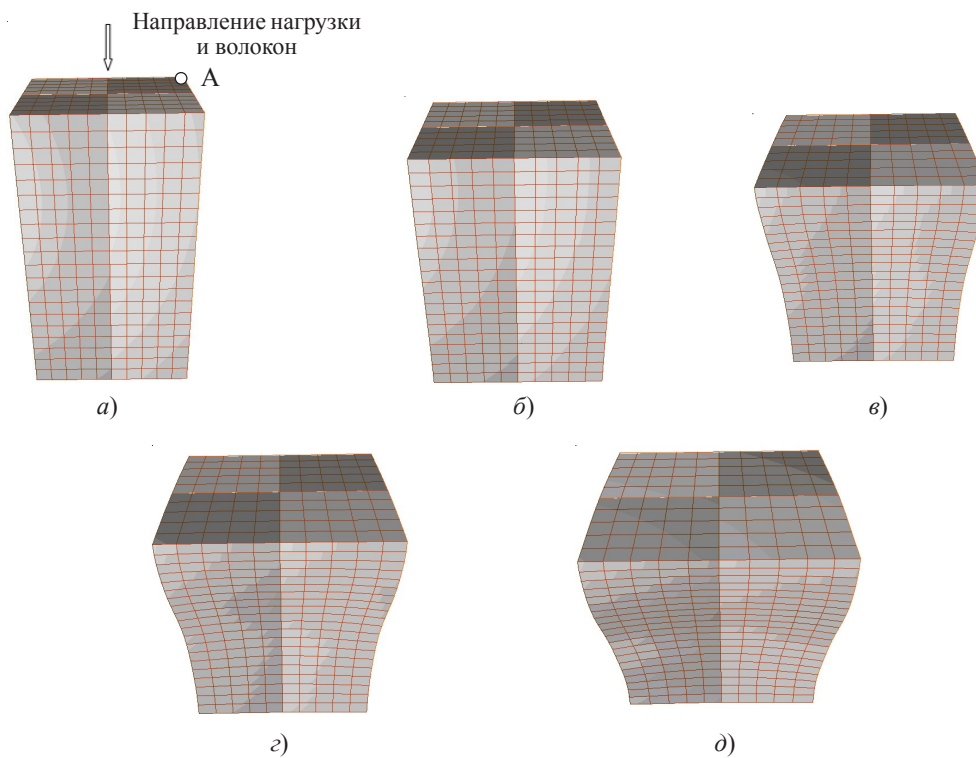 Направление нагрузки
и волокон
А
а)
б)
в)
г)
д)